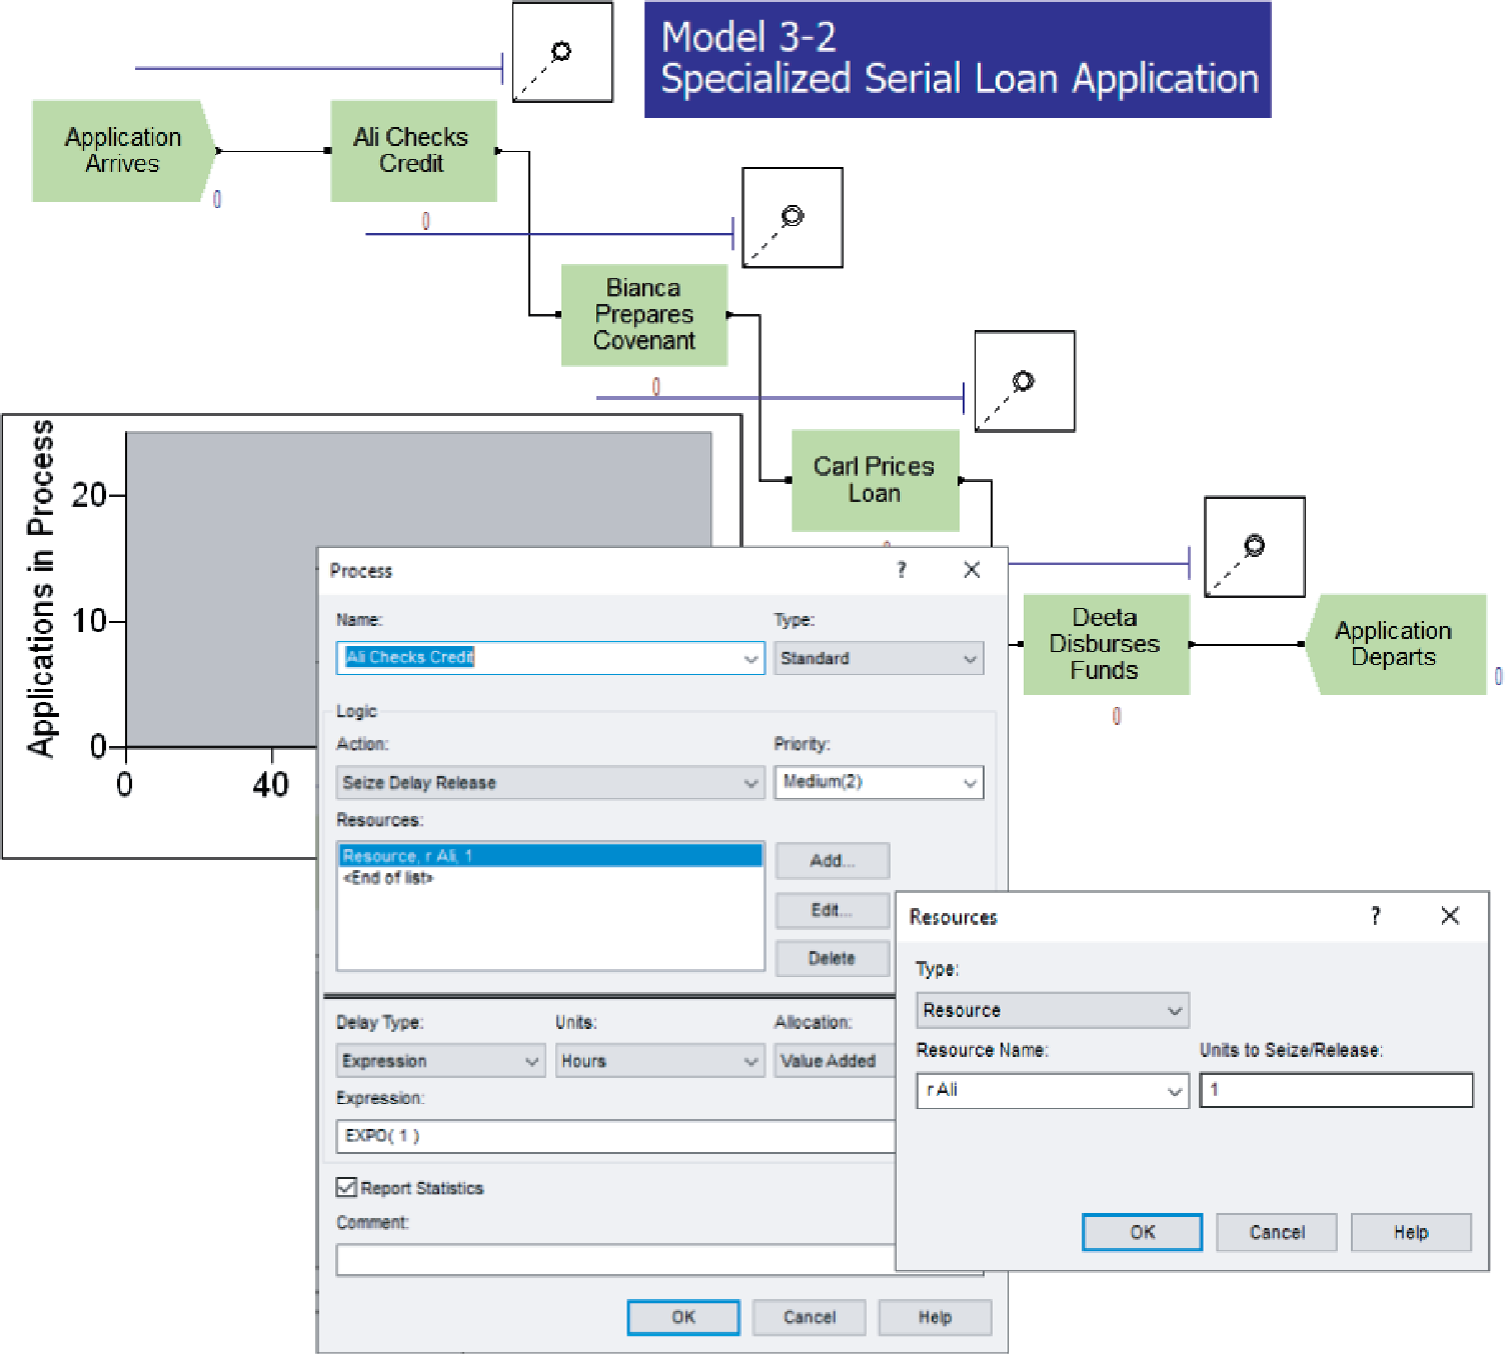 Model 3-2
Specialized Serial Loan Application
Application
Arrives
0
Ali Checks
Credit
0
Bianca
Prepares
Covenant
0
Carl Prices
Loan
Deeta
Disburses
Funds
0
Application
Departs
0
Applications in Process
20
10
0
0
40
Process
?
Name:
Type:
Ali Checks Credit
Standard
Logic
Action:
Priority:
Seize Delay Release
Medium(2)
Resources:
Resource, r Ali, 1
<End of list>
Add...
Edit...
Delete
Delay Type:
Units:
Allocation:
Expression
Hours
Value Added
Expression:
EXPO( 1 )
Report Statistics
Comment:
OK
Cancel
Help
Resources
?
Type:
Resource
Resource Name:
Units to Seize/Release:
r Ali
1
OK
Cancel
Help